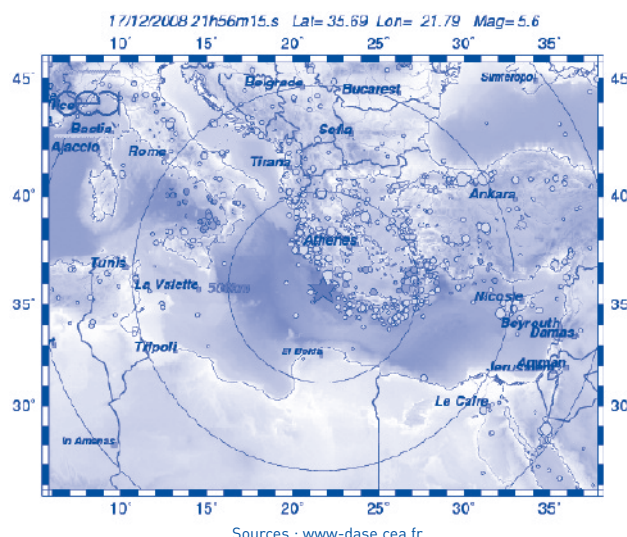 17/12/2008 21h56m15.s Lat= 35.69 Lon= 21.79 Mag= 5.6
10° 15° 20° 25° 30° 35°
45° 45°
Belgrade
Bucarest
Simferopol
Nice
Bastia
Ajaccio
Rome
Sofia
Tirana
40° 40°
Ankara
Athenes
Tunis
La Valette
500km
35° 35°
Nicosie
Beyrouth
Damas
Tripoli
Amman
Jerusalem
30° 30°
Le Caire
In Amenas
10° 15° 20° 25° 30° 35°
Sources : www-dase.cea.fr